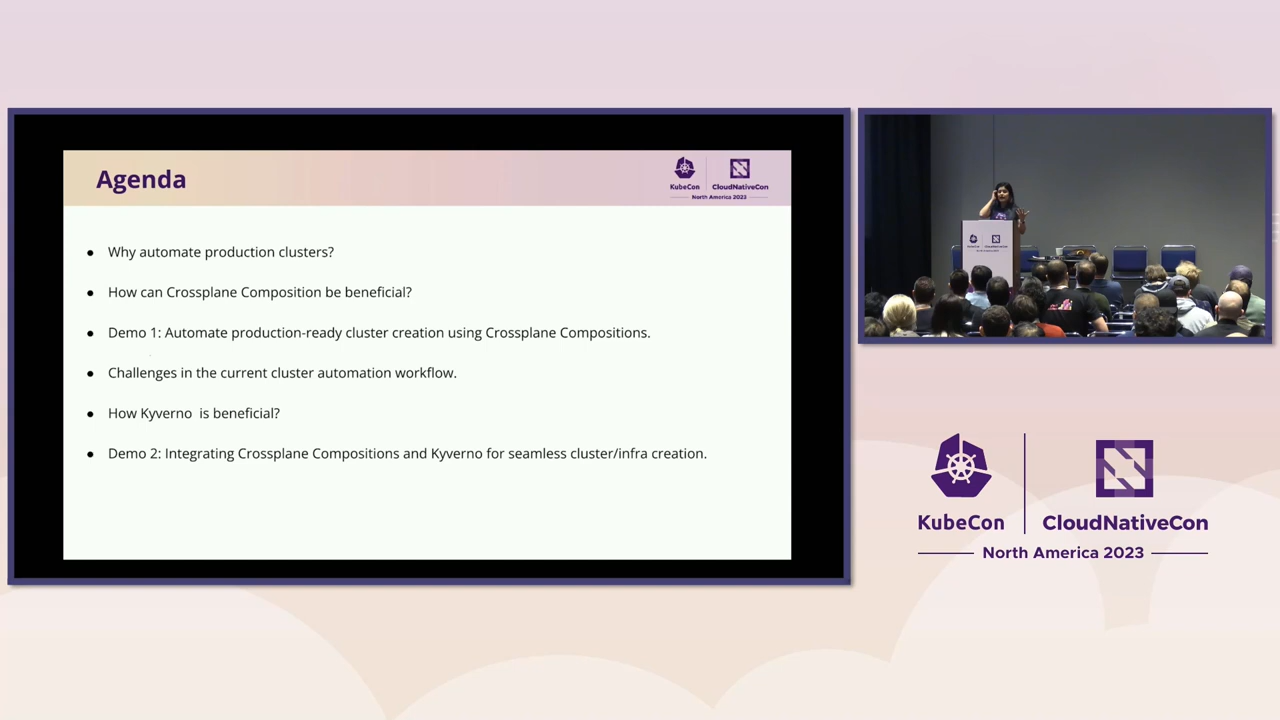 Agenda
KubeCon
CloudNativeCon
North America 2023
Why automate production clusters?
How can Crossplane Composition be beneficial?
Demo 1: Automate production-ready cluster creation using Crossplane Compositions.
Challenges in the current cluster automation workflow.
How Kyverno  is beneficial?
Demo 2: Integrating Crossplane Compositions and Kyverno for seamless cluster/infra creation.
KubeCon
CloudNativeCon
North America 2023